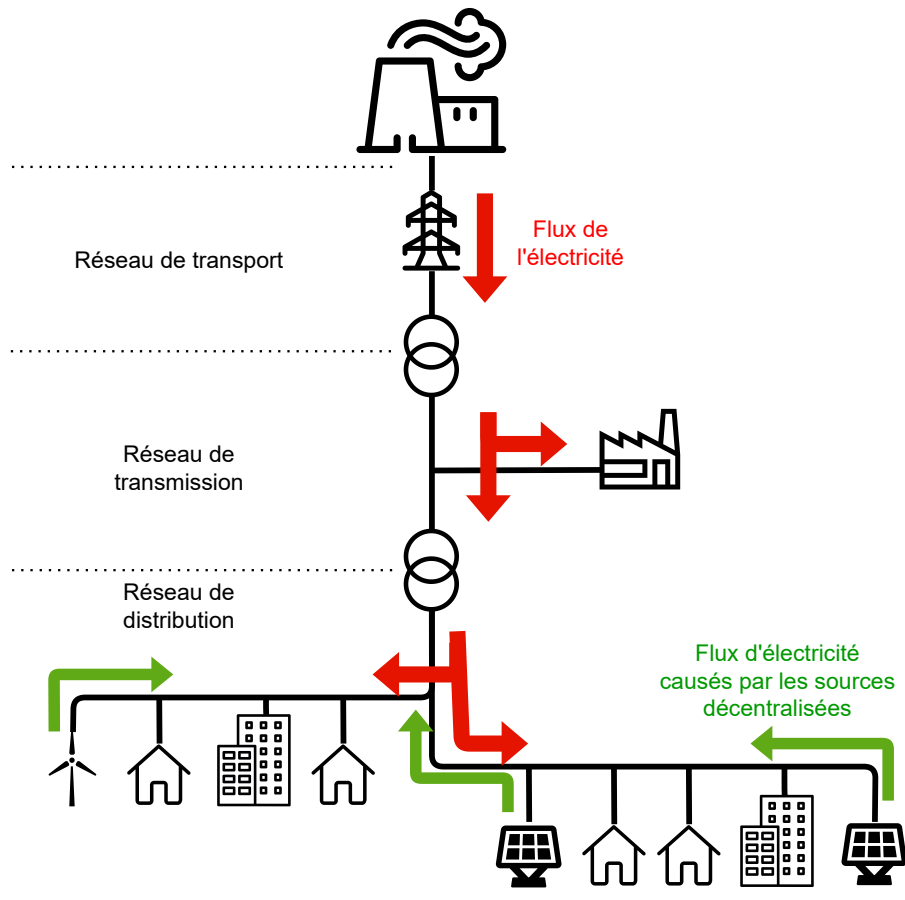 Flux de
l'électricité
Réseau de transport
Réseau de
transmission
Réseau de
distribution
Flux d'électricité
causés par les sources
décentralisées